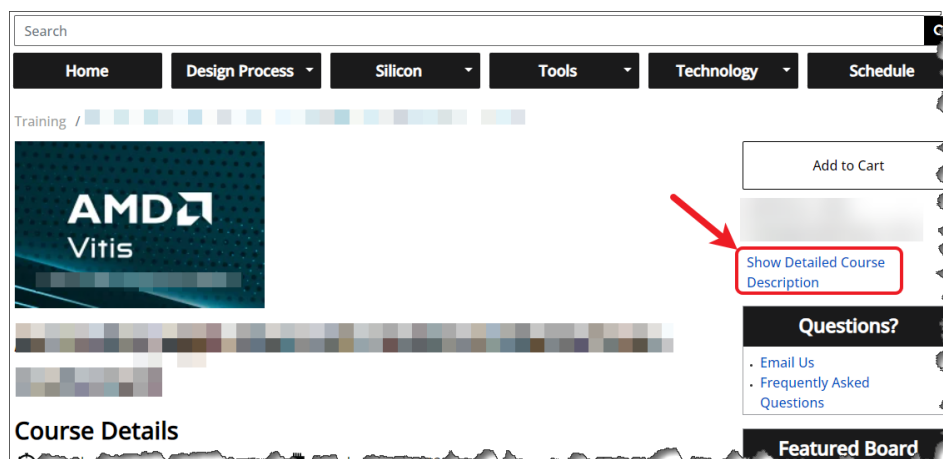 Search
Home Design Process Silicon Tools Technology Schedule
Training /
AMD
Vitis
Add to Cart
Show Detailed Course
Description
Questions?
Email Us
Frequently Asked
Questions
Course Details
Featured Board